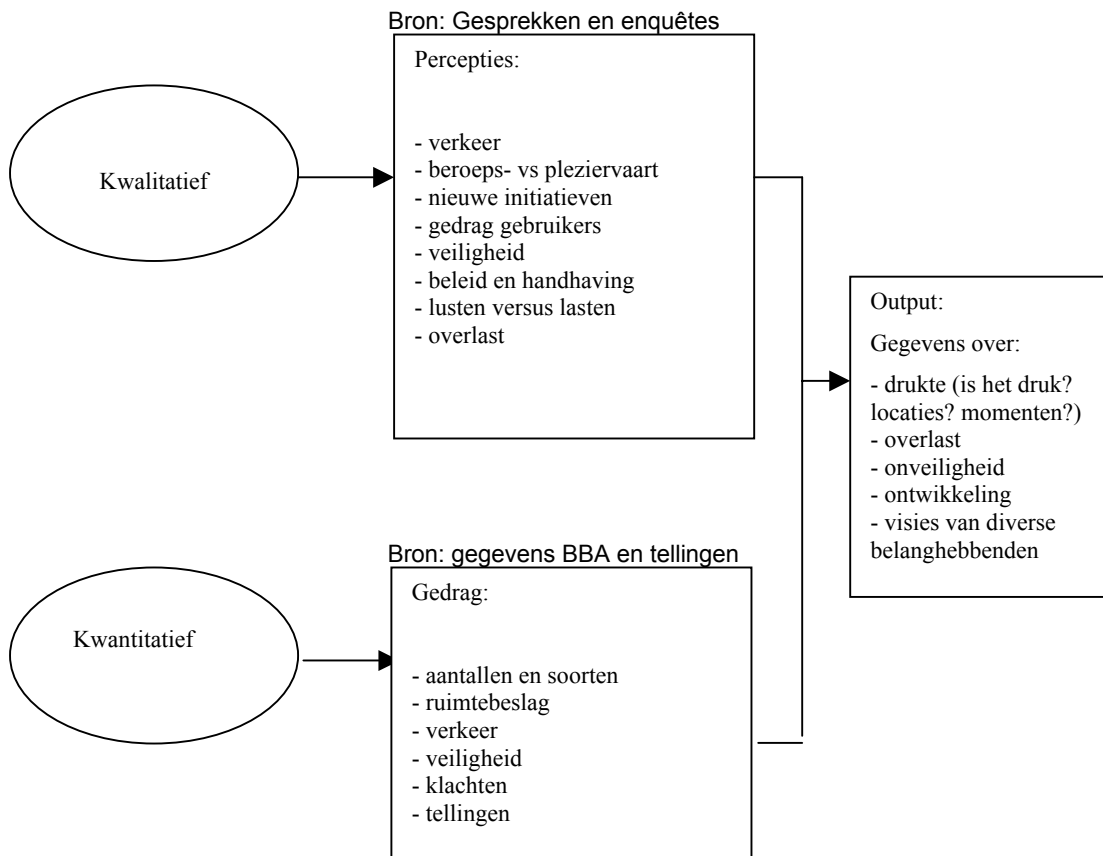 Bron: Gesprekken en enquêtes
Kwalitatief
Percepties:
- verkeer
- beroeps- vs pleziervaart
- nieuwe initiatieven
- gedrag gebruikers
- veiligheid
- beleid en handhaving
- lusten versus lasten
- overlast
Bron: gegevens BBA en tellingen
Kwantitatief
Gedrag:
- aantallen en soorten
- ruimtebeslag
- verkeer
- veiligheid
- klachten
- tellingen
Output:
Gegevens over:
- drukte (is het druk?
locaties? momenten?)
- overlast
- onveiligheid
- ontwikkeling
- visies van diverse
belanghebbenden